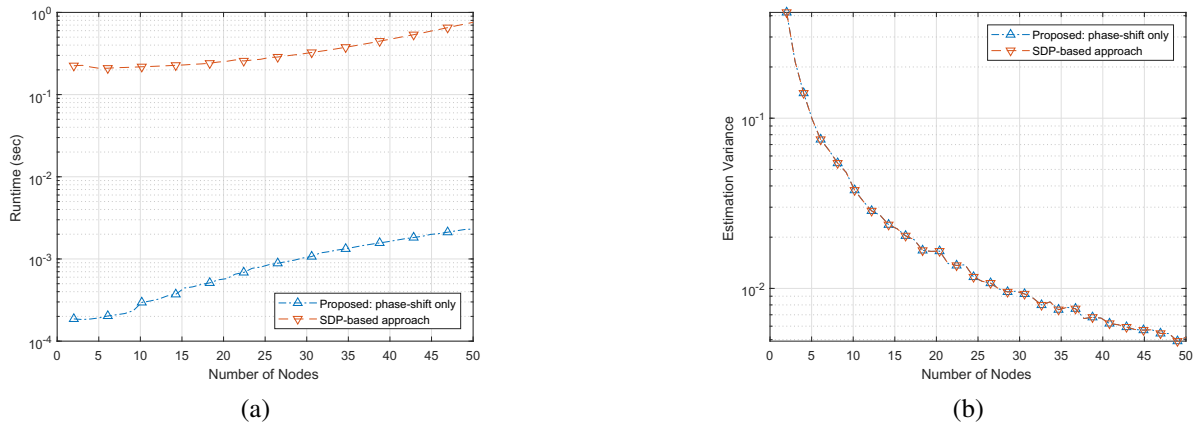 10^0
10^-1
10^-2
10^-3
10^-4
Runtime (sec)
0 5 10 15 20 25 30 35 40 45 50
Number of Nodes
Proposed: phase-shift only
SDP-based approach
(a)
10^-1
10^-2
Estimation Variance
0 5 10 15 20 25 30 35 40 45 50
Number of Nodes
Proposed: phase-shift only
SDP-based approach
(b)